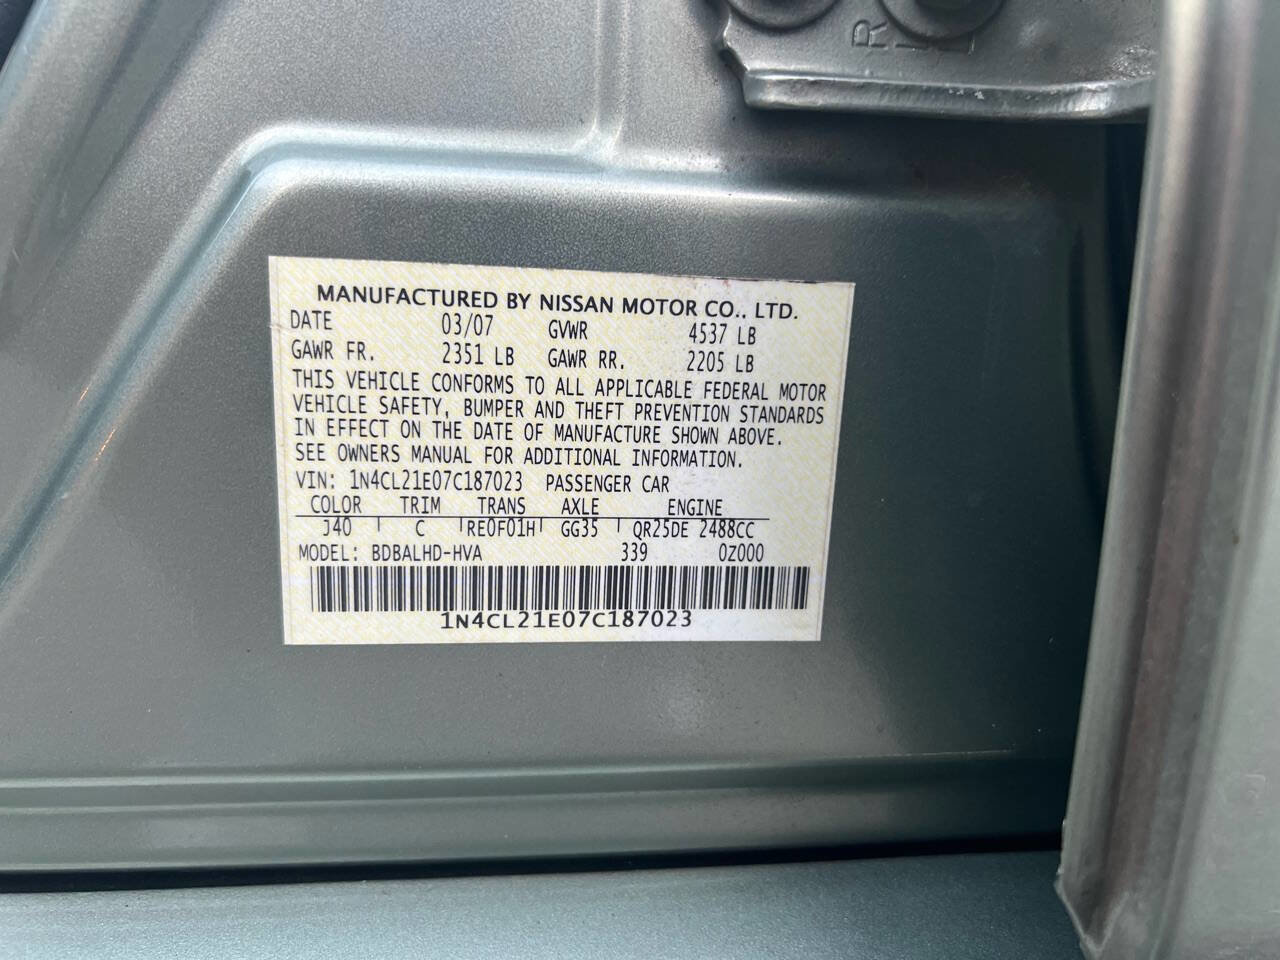 R
L
MANUFACTURED BY NISSAN MOTOR CO., LTD.
DATE 03/07 GVWR 4537 LB
GAWR FR. 2351 LB GAWR RR. 2205 LB
THIS VEHICLE CONFORMS TO ALL APPLICABLE FEDERAL MOTOR
VEHICLE SAFETY, BUMPER AND THEFT PREVENTION STANDARDS
IN EFFECT ON THE DATE OF MANUFACTURE SHOWN ABOVE.
SEE OWNERS MANUAL FOR ADDITIONAL INFORMATION.
VIN: 1N4CL21E07C187023 PASSENGER CAR
COLOR TRIM TRANS AXLE ENGINE
J40 C RE0F01H GG35 QR25DE 2488CC
MODEL: BDBALHD-HVA 339 0Z000
1N4CL21E07C187023